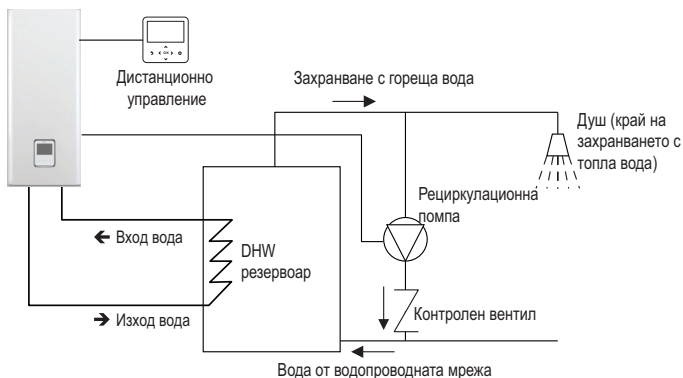 Дистанционно
управление
Захранване с гореща вода
Душ (край на
захранването с
топла вода)
Рециркулационна
помпа
Вход вода
DHW
резервоар
Изход вода
Контролен вентил
Вода от водопроводната мрежа